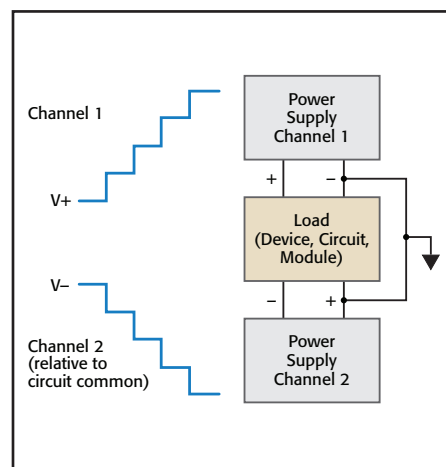 Channel 1
V+
Power
Supply
Channel 1
+ –
Load
(Device, Circuit,
Module)
V–
Channel 2
(relative to
circuit common)
– +
Power
Supply
Channel 2